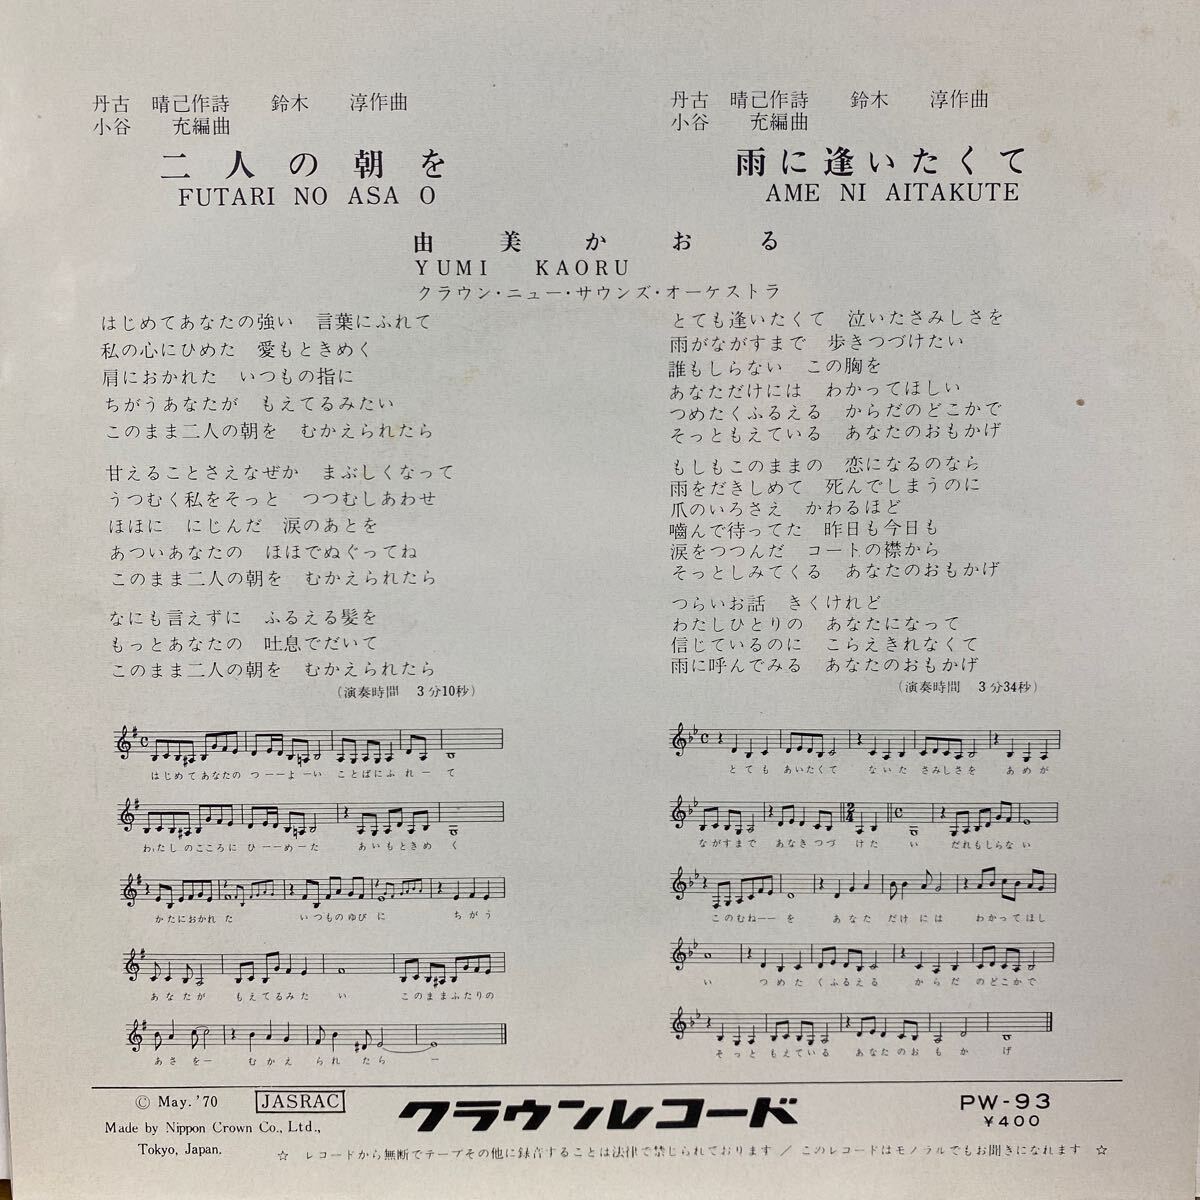 丹古 晴己作詩 鈴木 淳作曲
小谷 充編曲
二人の朝を
FUTARI NO ASA O
丹古 晴己作詩 鈴木 淳作曲
小谷 充編曲
雨に逢いたくて
AME NI AITAKUTE
由美かおる
YUMI KAORU
クラウン・ニュー・サウンズ・オーケストラ
はじめてあなたの強い 言葉にふれて
私の心にひめた 愛もときめく
肩におかれた いつもの指に
ちがうあなたが もえてるみたい
このまま二人の朝を むかえられたら
甘えることさえなぜか まぶしくなって
うつむく私をそっと つつむしあわせ
ほほに にじんだ 涙のあとを
あついあなたの ほほでぬぐってね
このまま二人の朝を むかえられたら
なにも言えずに ふるえる髪を
もっとあなたの 吐息でだいて
このまま二人の朝を むかえられたら
(演奏時間 3分10秒)
とても逢いたくて 泣いたさみしさを
雨がながすまで 歩きつづけたい
誰もしらない この胸を
あなただけには わかってほしい
つめたくふるえる からだのどこかで
そっともえている あなたのおもかげ
もしもこのままの 恋になるのなら
雨をだきしめて 死んでしまうのに
爪のいろさえ かわるほど
嚙んで待ってた 昨日も今日も
涙をつつんだ コートの襟から
そっとしみてくる あなたのおもかげ
つらいお話 きくけれど
わたしひとりの あなたになって
信じているのに こらえきれなくて
雨に呼んでみる あなたのおもかげ
(演奏時間 3分34秒)
はじめてあなたの つーーよーい ことばにふれーて
わたしのこころに ひーーめーた あいもときめく
かたにおかれた いつものゆびに ちがう
あなたが もえてるみたい このままふたりの
あさをー むかえ られたらー
とても あいたくて ないた さみしさを あめが
ながすまで あるきつづ けたい だれもしらない
このむねーーを あなた だけには わかってほし
い つめたくふるえる からだのどこかで
そっと もえている あなたのおもかげ
© May. '70 JASRAC
Made by Nippon Crown Co., Ltd.,
Tokyo, Japan.
クラウンレコード
PW-93
¥400
☆ レコードから無断でテープその他に録音することは法律で禁じられております / このレコードはモノラルでもお聞きになれます ☆